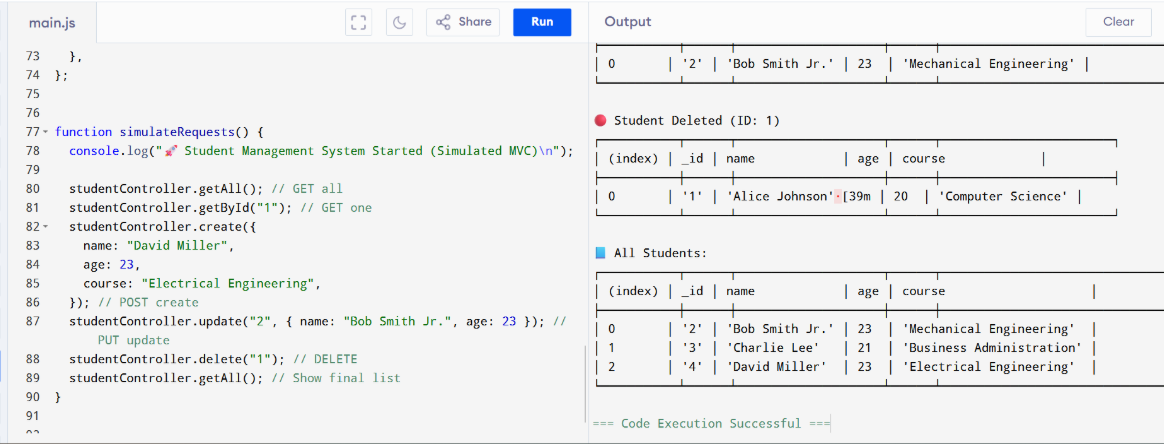 main.js
Share
Run
73 },
74 };
75
76
77 function simulateRequests() {
78 console.log("🚀 Student Management System Started (Simulated MVC)\n");
79
80 studentController.getAll(); // GET all
81 studentController.getById("1"); // GET one
82 studentController.create({
83 name: "David Miller",
84 age: 23,
85 course: "Electrical Engineering",
86 }); // POST create
87 studentController.update("2", { name: "Bob Smith Jr.", age: 23 }); //
PUT update
88 studentController.delete("1"); // DELETE
89 studentController.getAll(); // Show final list
90 }
91
Output
Clear
│ 0 │ '2' │ 'Bob Smith Jr.' │ 23 │ 'Mechanical Engineering' │
🔴 Student Deleted (ID: 1)
│ (index) │ _id │ name │ age │ course │
│ 0 │ '1' │ 'Alice Johnson'·[39m │ 20 │ 'Computer Science' │
📘 All Students:
│ (index) │ _id │ name │ age │ course │
│ 0 │ '2' │ 'Bob Smith Jr.' │ 23 │ 'Mechanical Engineering' │
│ 1 │ '3' │ 'Charlie Lee' │ 21 │ 'Business Administration' │
│ 2 │ '4' │ 'David Miller' │ 23 │ 'Electrical Engineering' │
=== Code Execution Successful ===